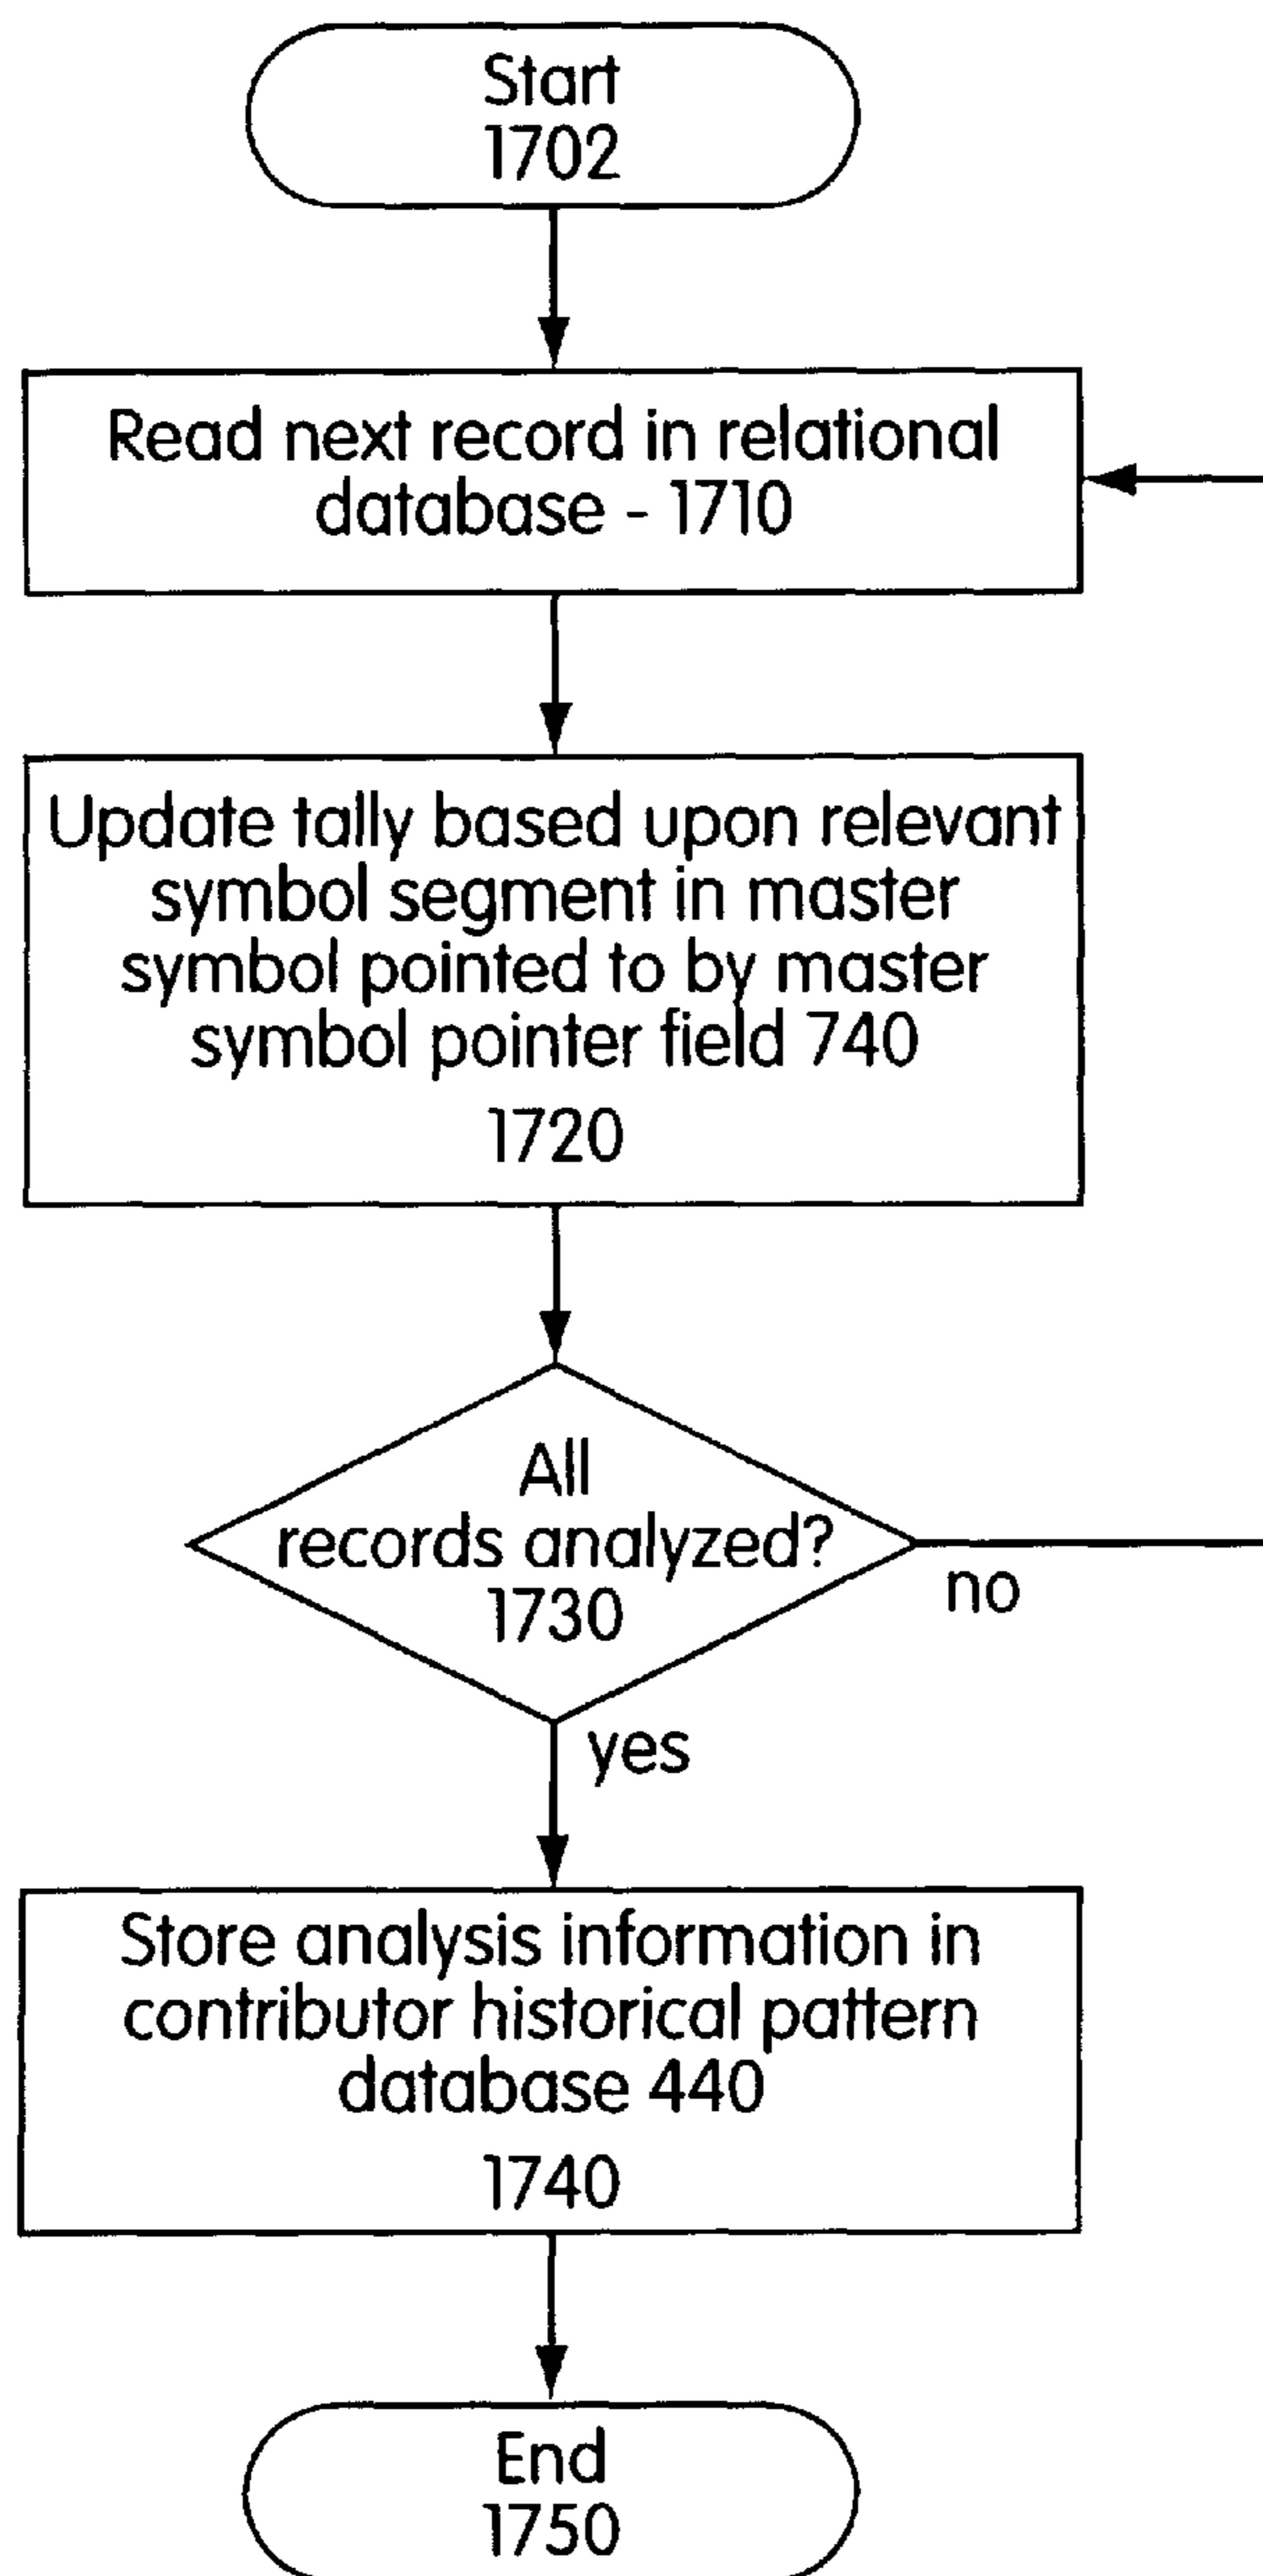 Start
1702
Read next record in relational
database - 1710
Update tally based upon relevant
symbol segment in master
symbol pointed to by master
symbol pointer field 740
1720
All
records analyzed?
1730
no
yes
Store analysis information in
contributor historical pattern
database 440
1740
End
1750